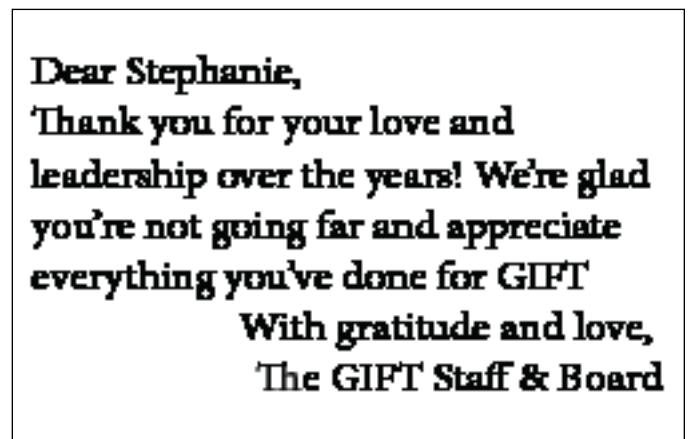 Dear Stephanie,
Thank you for your love and
leadership over the years! We're glad
you're not going far and appreciate
everything you've done for GIFT
With gratitude and love,
The GIFT Staff & Board